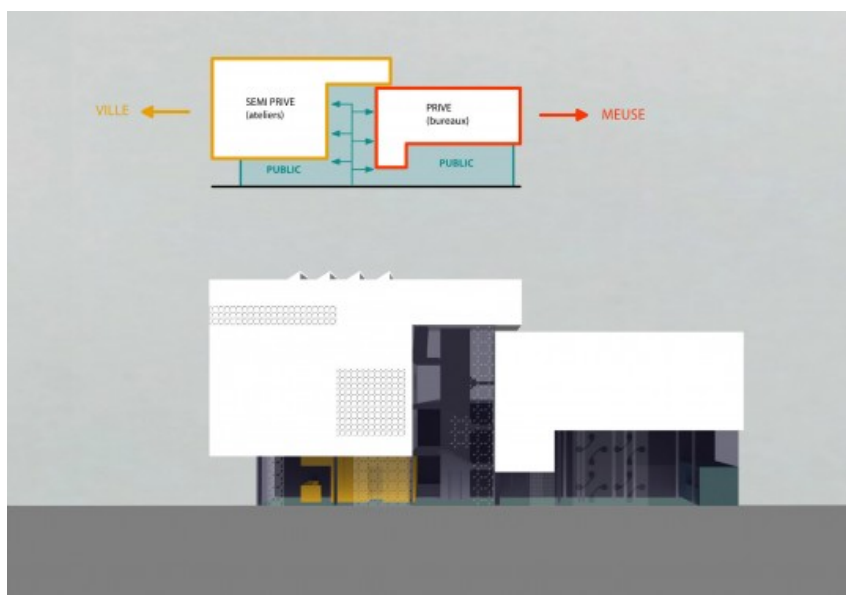 VILLE
SEMI PRIVE
(ateliers)
PRIVE
(bureaux)
MEUSE
PUBLIC
PUBLIC